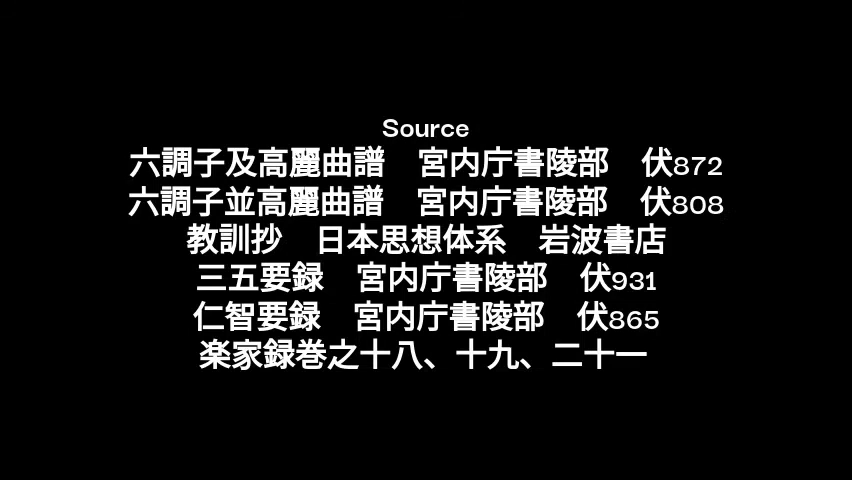 Source
六調子及高麗曲譜　宮内庁書陵部　伏872
六調子並高麗曲譜　宮内庁書陵部　伏808
教訓抄　日本思想体系　岩波書店
三五要録　宮内庁書陵部　伏931
仁智要録　宮内庁書陵部　伏865
楽家録巻之十八、十九、二十一